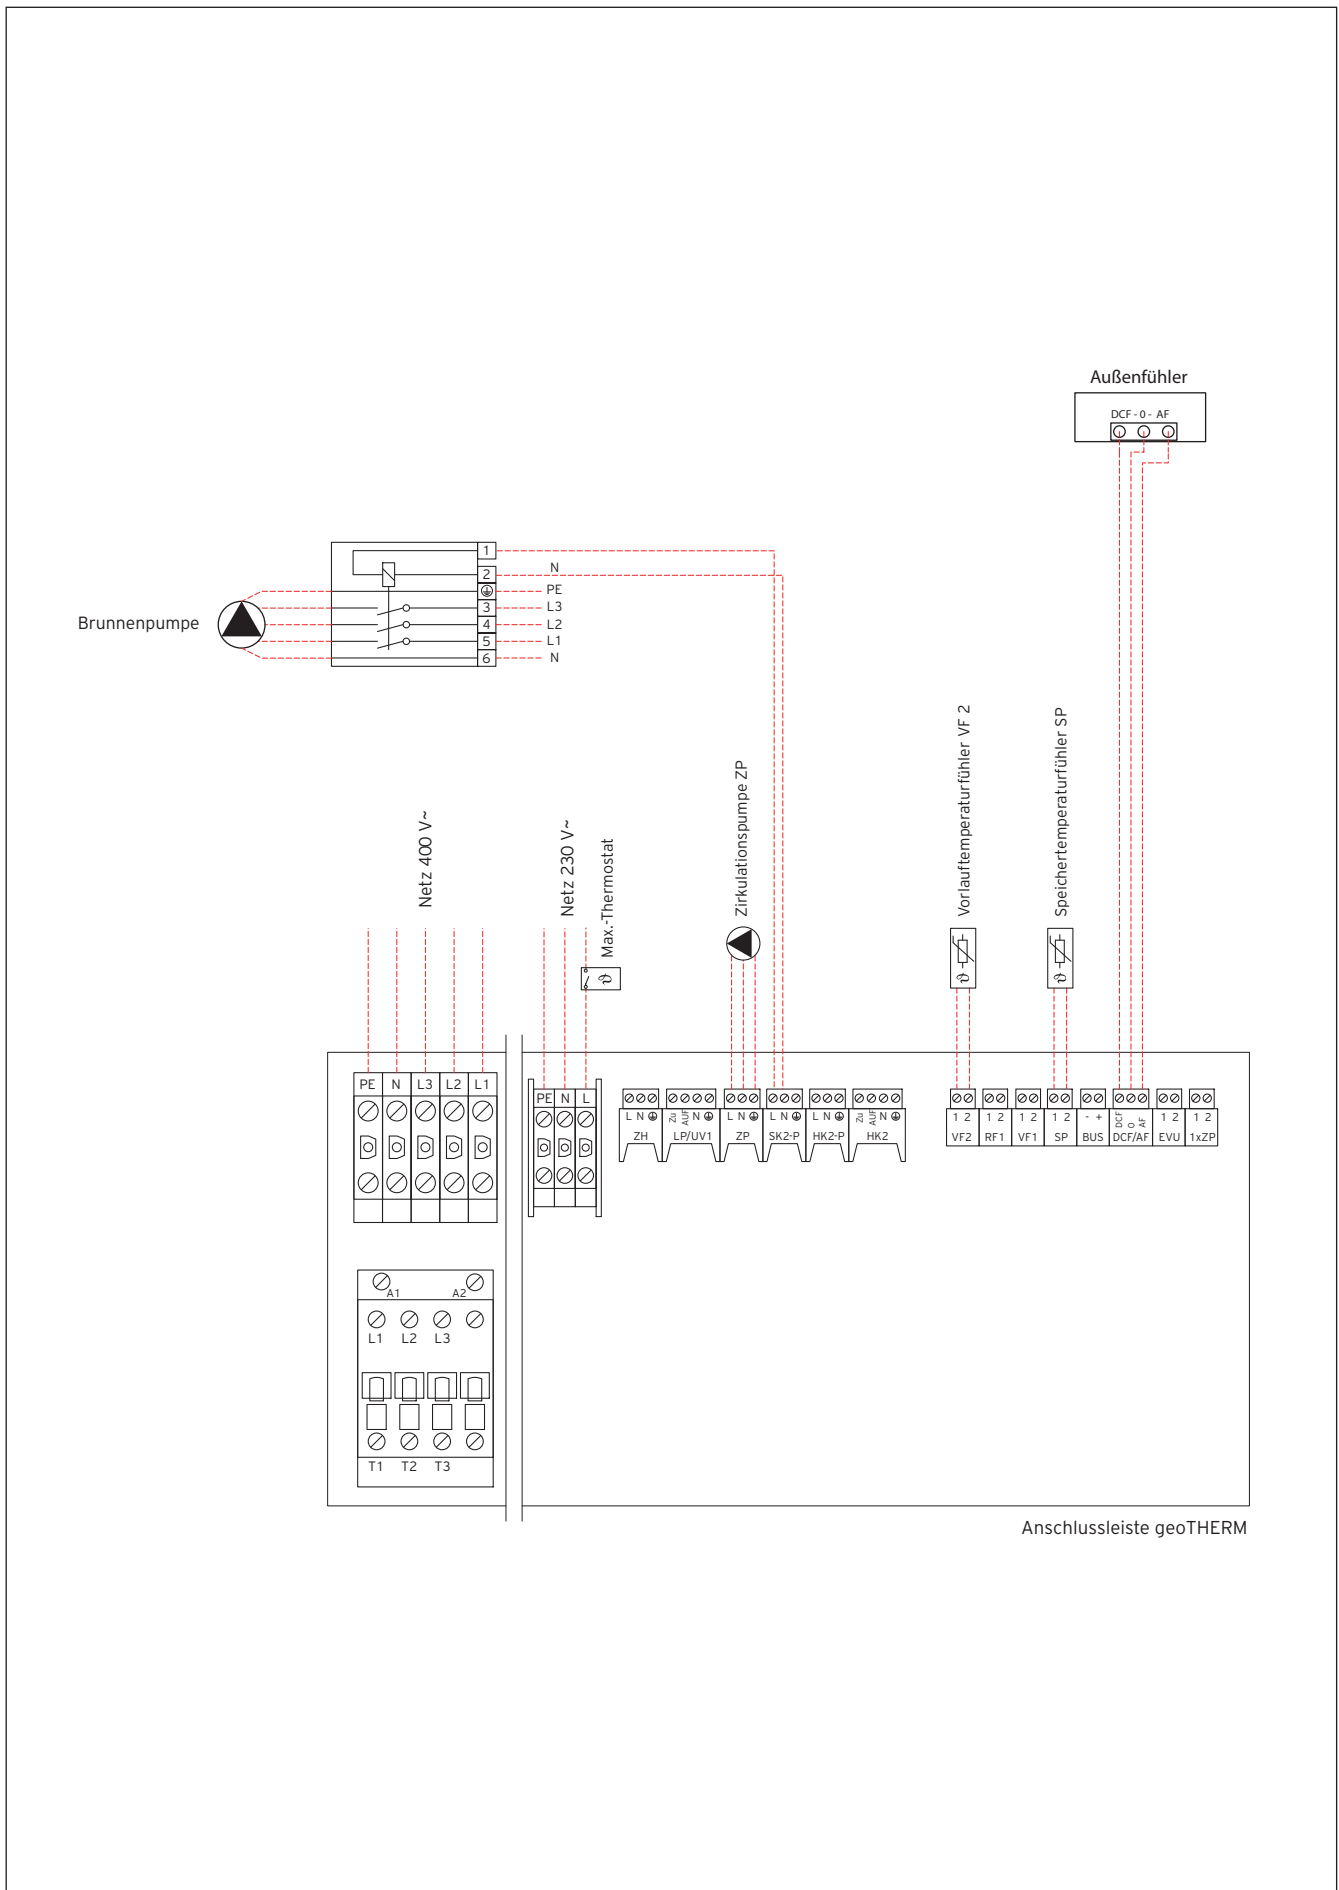 Außenfühler
DCF - 0 - AF
1
2 N
PE
3 L3
4 L2
5 L1
6 N
Brunnenpumpe
Netz 400 V~
Netz 230 V~
Max.-Thermostat
Zirkulationspumpe ZP
Vorlauftemperaturfühler VF 2
Speichertemperaturfühler SP
PE N L3 L2 L1
PE N L
L N
ZH
Zu AUF N
LP/UV1
L N
ZP
L N
SK2-P
L N
HK2-P
Zu AUF N
HK2
1 2
VF2
1 2
RF1
1 2
VF1
1 2
SP
- +
BUS
DCF O AF
DCF/AF
1 2
EVU
1 2
1xZP
A1 A2
L1 L2 L3
T1 T2 T3
Anschlussleiste geoTHERM